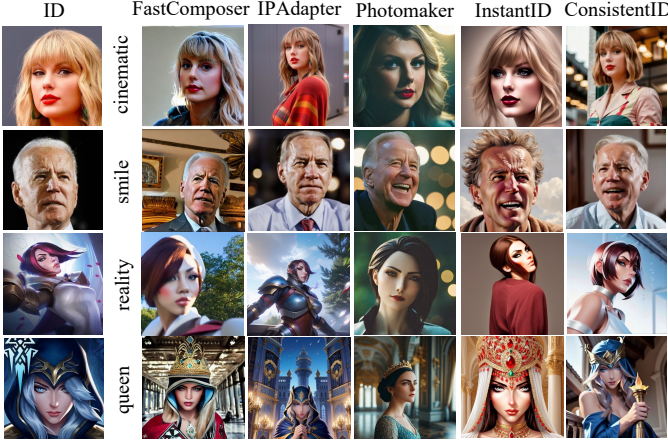 ID FastComposer IPAdapter Photomaker InstantID ConsistentID
cinematic
smile
reality
queen